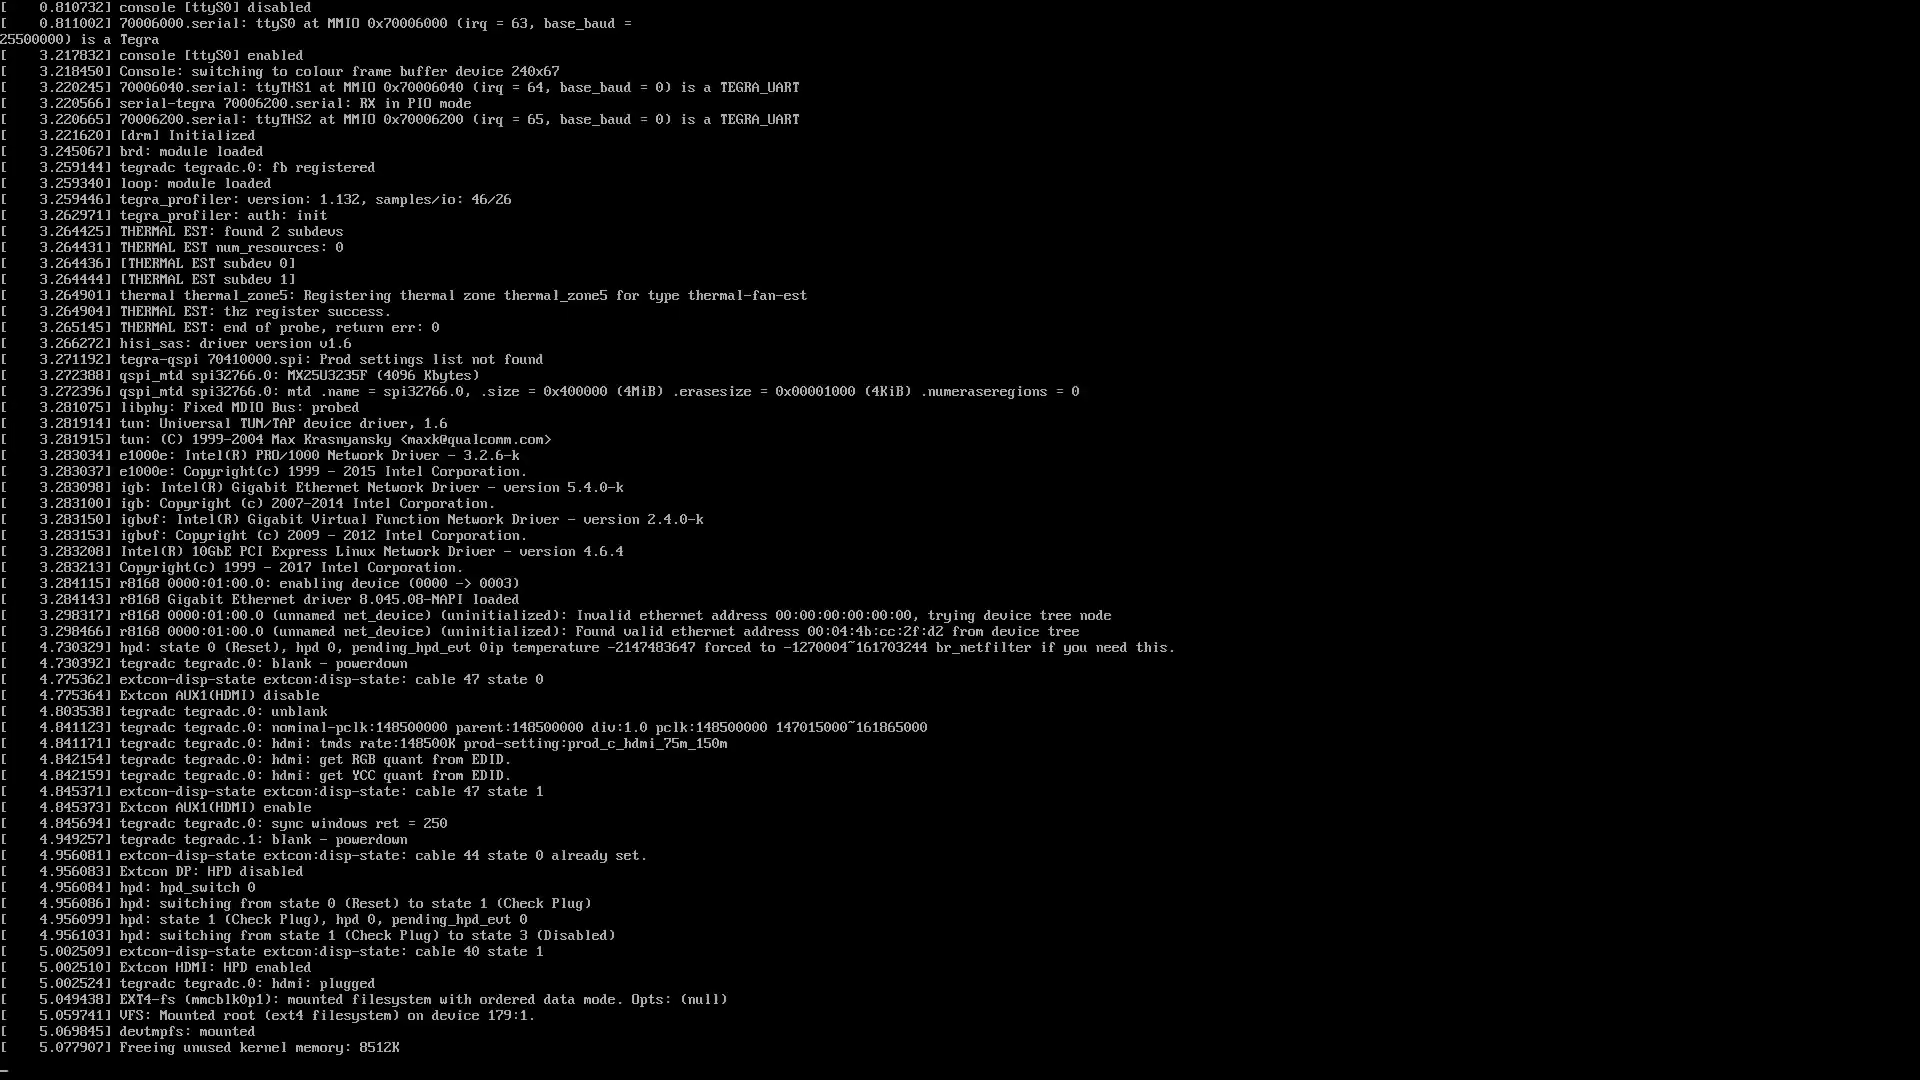 [    0.810732] console [ttyS0] disabled
[    0.811002] 70006000.serial: ttyS0 at MMIO 0x70006000 (irq = 63, base_baud =
25500000) is a Tegra
[    3.217832] console [ttyS0] enabled
[    3.218450] Console: switching to colour frame buffer device 240x67
[    3.220245] 70006040.serial: ttyTHS1 at MMIO 0x70006040 (irq = 64, base_baud = 0) is a TEGRA_UART
[    3.220566] serial-tegra 70006200.serial: RX in PIO mode
[    3.220665] 70006200.serial: ttyTHS2 at MMIO 0x70006200 (irq = 65, base_baud = 0) is a TEGRA_UART
[    3.221620] [drm] Initialized
[    3.245067] brd: module loaded
[    3.259144] tegradc tegradc.0: fb registered
[    3.259340] loop: module loaded
[    3.259446] tegra_profiler: version: 1.132, samples/io: 46/26
[    3.262971] tegra_profiler: auth: init
[    3.264425] THERMAL EST: found 2 subdevs
[    3.264431] THERMAL EST num_resources: 0
[    3.264436] [THERMAL EST subdev 0]
[    3.264444] [THERMAL EST subdev 1]
[    3.264901] thermal thermal_zone5: Registering thermal zone thermal_zone5 for type thermal-fan-est
[    3.264904] THERMAL EST: thz register success.
[    3.265145] THERMAL EST: end of probe, return err: 0
[    3.266272] hisi_sas: driver version v1.6
[    3.271192] tegra-qspi 70410000.spi: Prod settings list not found
[    3.272388] qspi_mtd spi32766.0: MX25U3235F (4096 Kbytes)
[    3.272396] qspi_mtd spi32766.0: mtd .name = spi32766.0, .size = 0x400000 (4MiB) .erasesize = 0x00001000 (4KiB) .numeraseregions = 0
[    3.281075] libphy: Fixed MDIO Bus: probed
[    3.281914] tun: Universal TUN/TAP device driver, 1.6
[    3.281915] tun: (C) 1999-2004 Max Krasnyansky <maxk@qualcomm.com>
[    3.283034] e1000e: Intel(R) PRO/1000 Network Driver - 3.2.6-k
[    3.283037] e1000e: Copyright(c) 1999 - 2015 Intel Corporation.
[    3.283098] igb: Intel(R) Gigabit Ethernet Network Driver - version 5.4.0-k
[    3.283100] igb: Copyright (c) 2007-2014 Intel Corporation.
[    3.283150] igbvf: Intel(R) Gigabit Virtual Function Network Driver - version 2.4.0-k
[    3.283153] igbvf: Copyright (c) 2009 - 2012 Intel Corporation.
[    3.283208] Intel(R) 10GbE PCI Express Linux Network Driver - version 4.6.4
[    3.283213] Copyright(c) 1999 - 2017 Intel Corporation.
[    3.284115] r8168 0000:01:00.0: enabling device (0000 -> 0003)
[    3.284143] r8168 Gigabit Ethernet driver 8.045.08-NAPI loaded
[    3.298317] r8168 0000:01:00.0 (unnamed net_device) (uninitialized): Invalid ethernet address 00:00:00:00:00:00, trying device tree node
[    3.298466] r8168 0000:01:00.0 (unnamed net_device) (uninitialized): Found valid ethernet address 00:04:4b:cc:2f:d2 from device tree
[    4.730329] hpd: state 0 (Reset), hpd 0, pending_hpd_evt 0ip temperature -2147483647 forced to -1270004~161703244 br_netfilter if you need this.
[    4.730392] tegradc tegradc.0: blank - powerdown
[    4.775362] extcon-disp-state extcon:disp-state: cable 47 state 0
[    4.775364] Extcon AUX1(HDMI) disable
[    4.803538] tegradc tegradc.0: unblank
[    4.841123] tegradc tegradc.0: nominal-pclk:148500000 parent:148500000 div:1.0 pclk:148500000 147015000~161865000
[    4.841171] tegradc tegradc.0: hdmi: tmds rate:148500K prod-setting:prod_c_hdmi_75m_150m
[    4.842154] tegradc tegradc.0: hdmi: get RGB quant from EDID.
[    4.842159] tegradc tegradc.0: hdmi: get YCC quant from EDID.
[    4.845371] extcon-disp-state extcon:disp-state: cable 47 state 1
[    4.845373] Extcon AUX1(HDMI) enable
[    4.845694] tegradc tegradc.0: sync windows ret = 250
[    4.949257] tegradc tegradc.1: blank - powerdown
[    4.956081] extcon-disp-state extcon:disp-state: cable 44 state 0 already set.
[    4.956083] Extcon DP: HPD disabled
[    4.956084] hpd: hpd_switch 0
[    4.956086] hpd: switching from state 0 (Reset) to state 1 (Check Plug)
[    4.956099] hpd: state 1 (Check Plug), hpd 0, pending_hpd_evt 0
[    4.956103] hpd: switching from state 1 (Check Plug) to state 3 (Disabled)
[    5.002509] extcon-disp-state extcon:disp-state: cable 40 state 1
[    5.002510] Extcon HDMI: HPD enabled
[    5.002524] tegradc tegradc.0: hdmi: plugged
[    5.049438] EXT4-fs (mmcblk0p1): mounted filesystem with ordered data mode. Opts: (null)
[    5.059741] VFS: Mounted root (ext4 filesystem) on device 179:1.
[    5.069845] devtmpfs: mounted
[    5.077907] Freeing unused kernel memory: 8512K